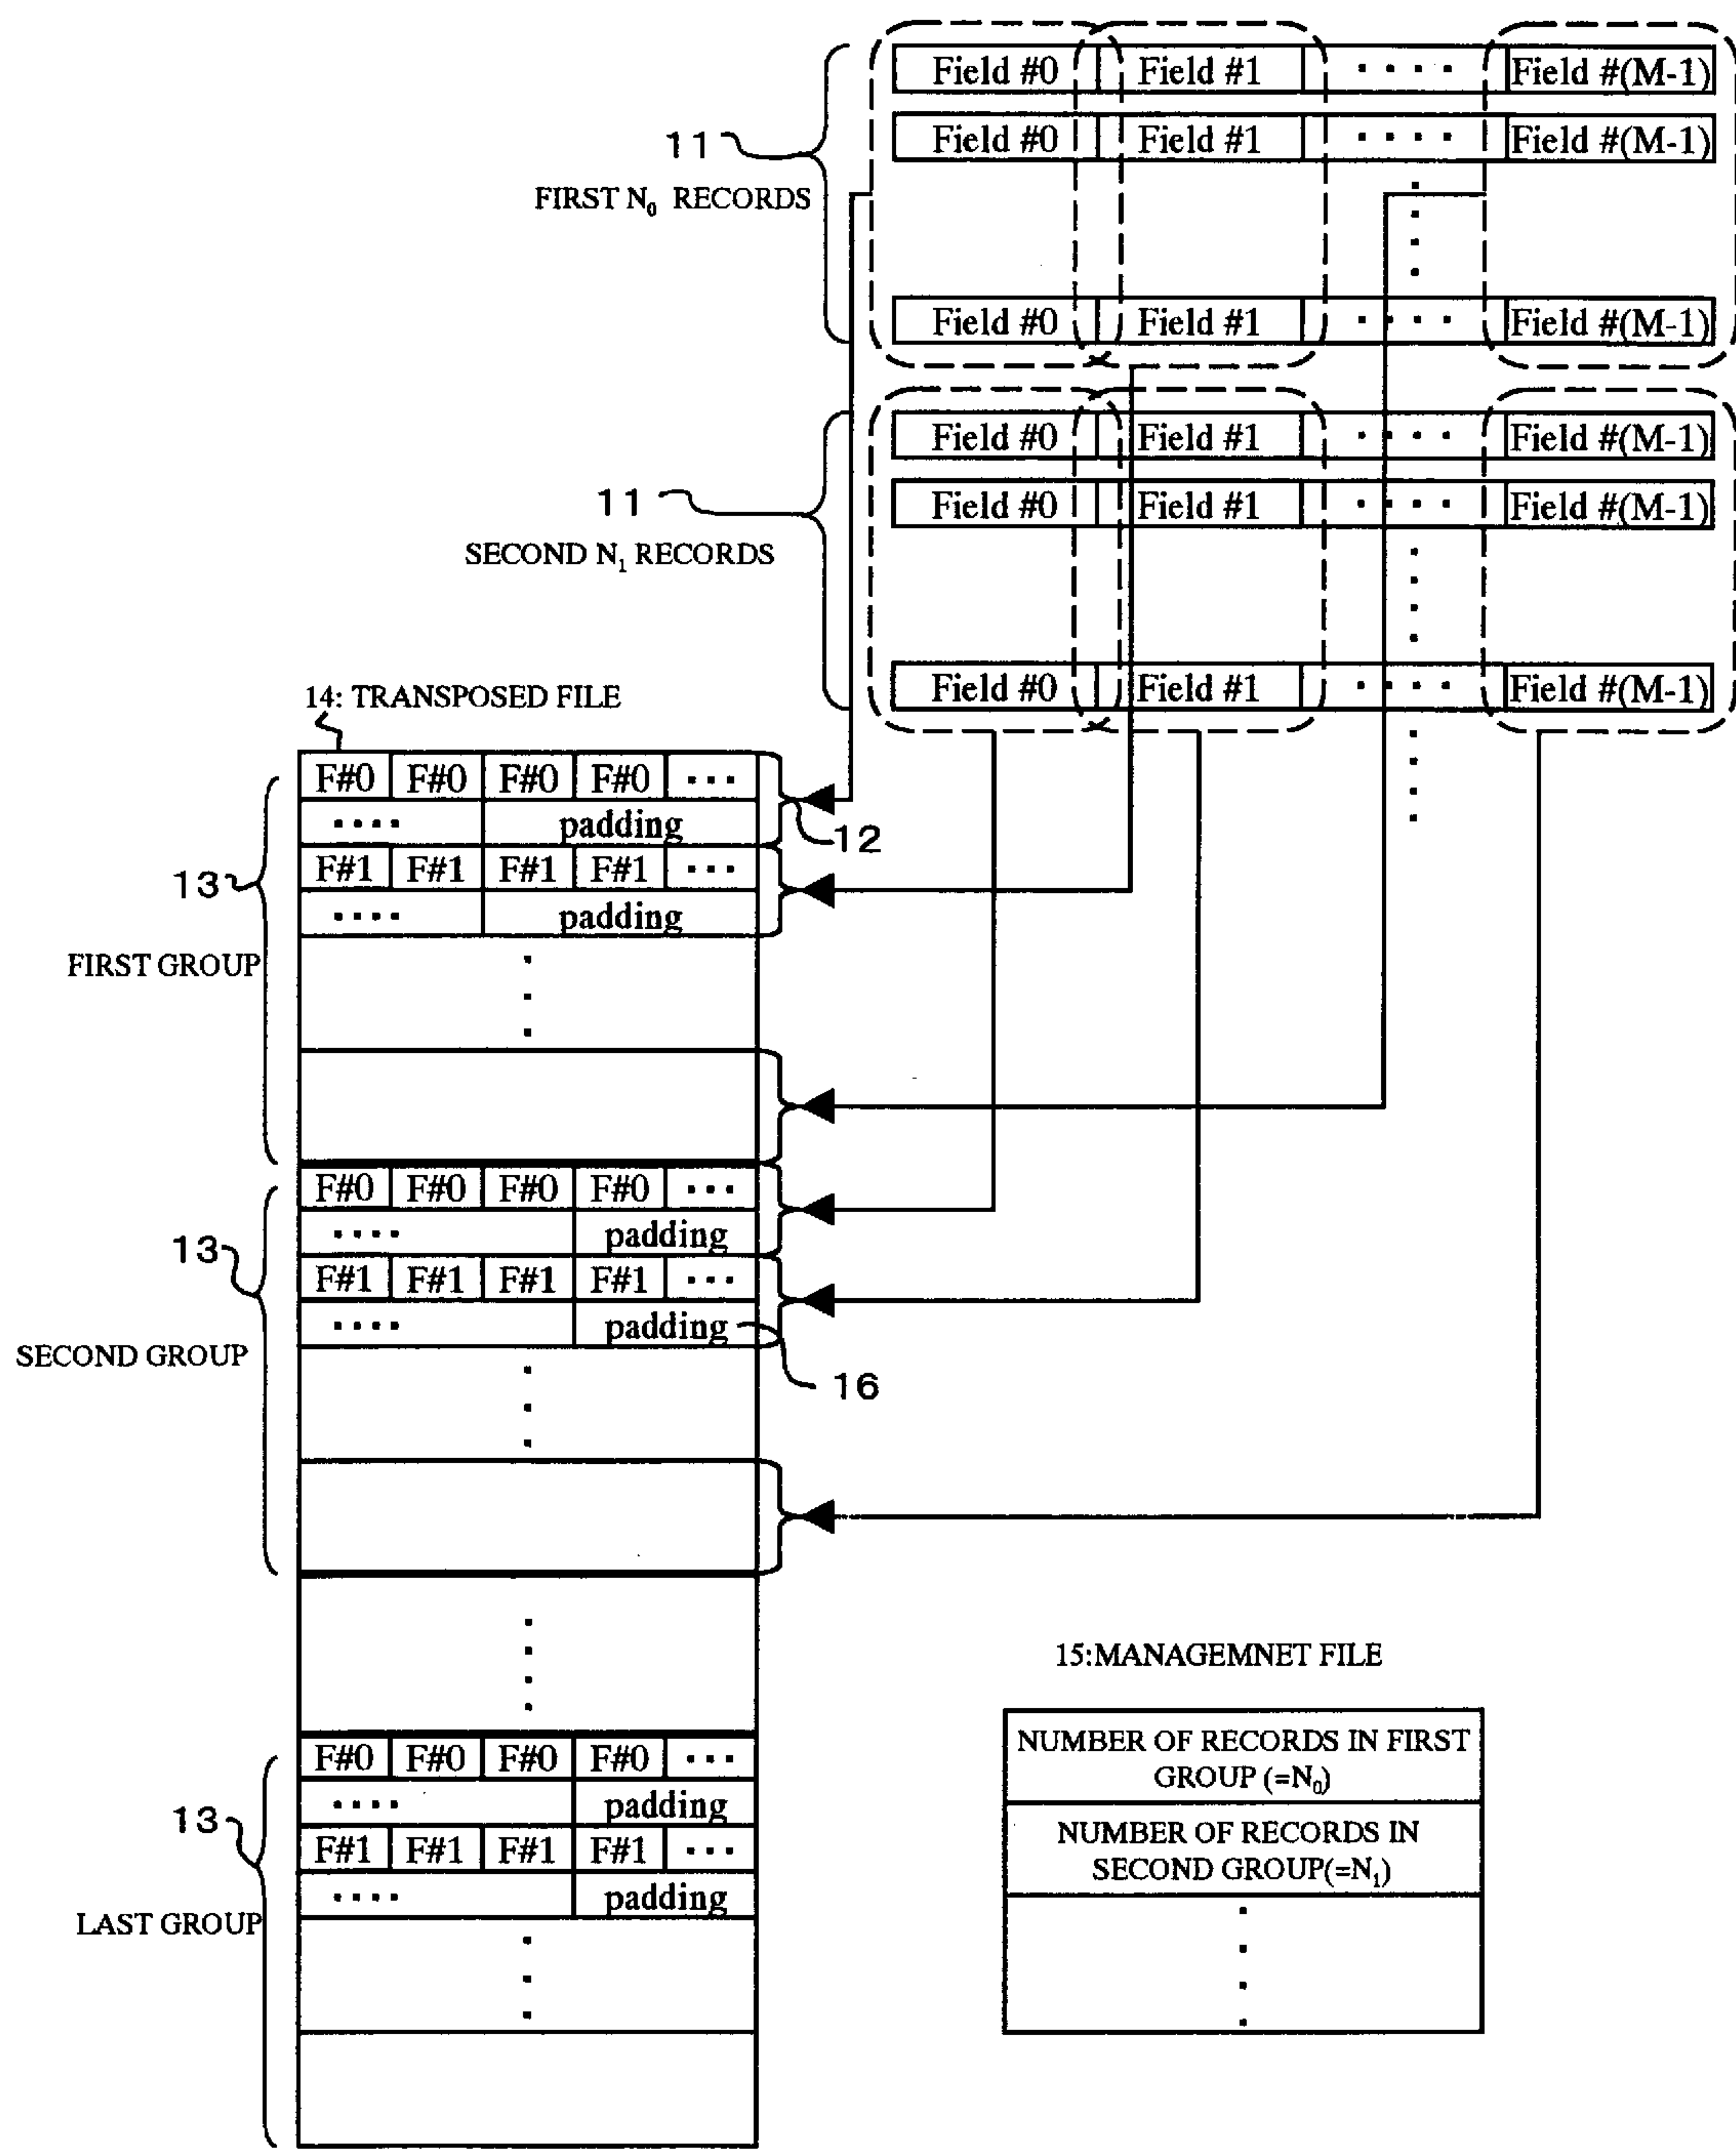 Field #0 Field #1 · · · · Field #(M-1)
11
Field #0 Field #1 · · · · Field #(M-1)
FIRST N₀ RECORDS
Field #0 Field #1 · · · · Field #(M-1)
Field #0 Field #1 · · · · Field #(M-1)
11
Field #0 Field #1 · · · · Field #(M-1)
SECOND N₁ RECORDS
Field #0 Field #1 · · · · Field #(M-1)
14: TRANSPOSED FILE
F#0 F#0 F#0 F#0 · · ·
· · · · padding
12
F#1 F#1 F#1 F#1 · · ·
13
· · · · padding
FIRST GROUP
F#0 F#0 F#0 F#0 · · ·
· · · · padding
13
F#1 F#1 F#1 F#1 · · ·
· · · · padding
SECOND GROUP
16
15:MANAGEMNET FILE
NUMBER OF RECORDS IN FIRST
GROUP (=N₀)
NUMBER OF RECORDS IN
SECOND GROUP(=N₁)
F#0 F#0 F#0 F#0 · · ·
· · · · padding
13
F#1 F#1 F#1 F#1 · · ·
· · · · padding
LAST GROUP